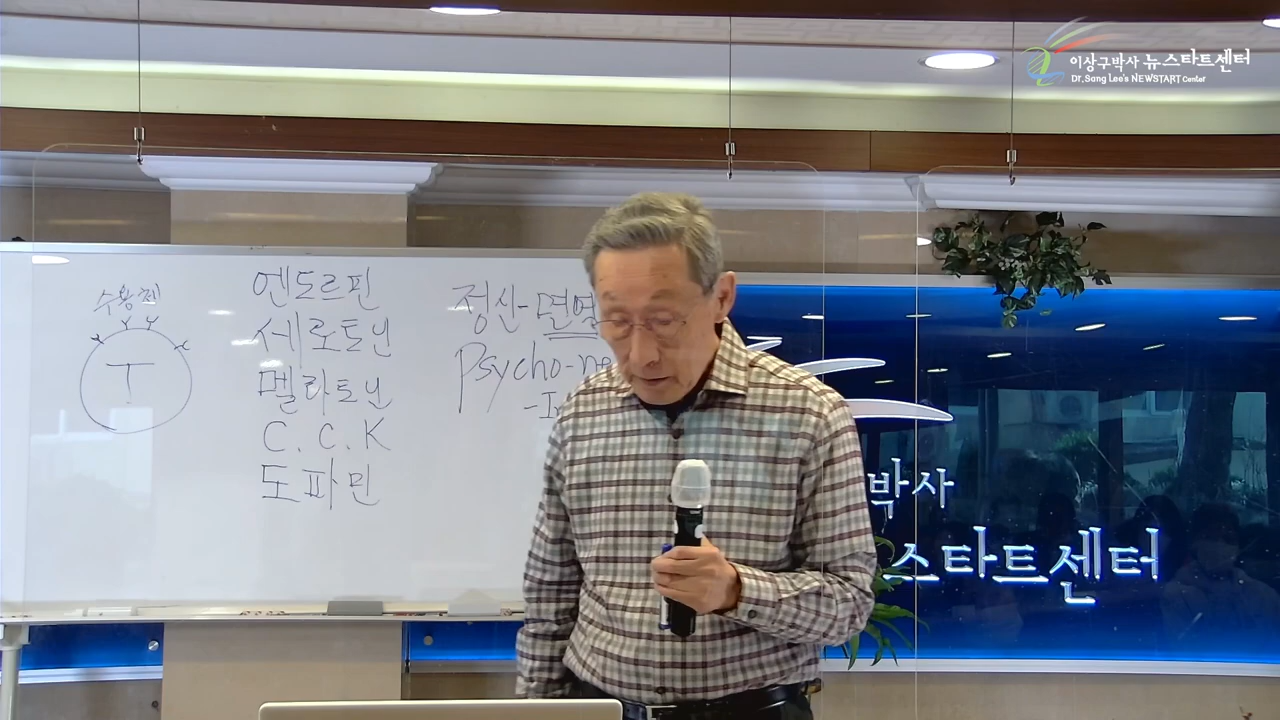 이상구박사 뉴스타트센터
Dr. Sang Lee's NEWSTART Center
수용체
T
엔도르핀
세로토닌
멜라토닌
C.C.K
도파민
정신-면역
Psycho-ne
-I
박사
스타트센터